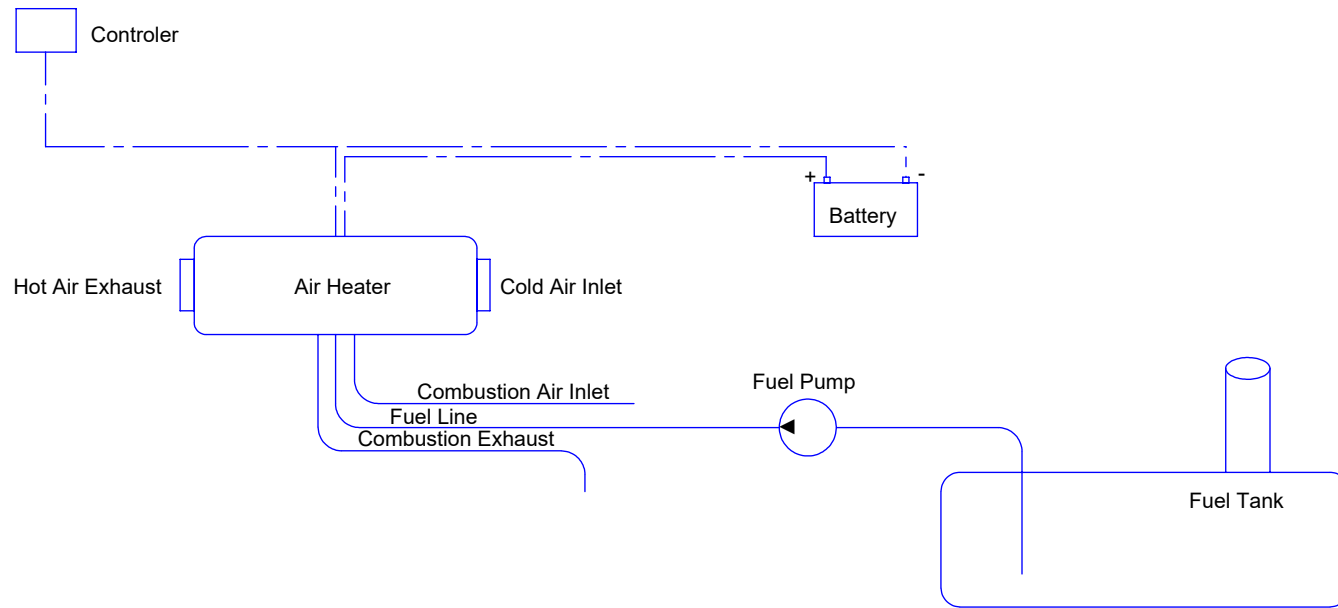 Controler
+
-
Battery
Hot Air Exhaust
Air Heater
Cold Air Inlet
Combustion Air Inlet
Fuel Pump
Fuel Line
Combustion Exhaust
Fuel Tank